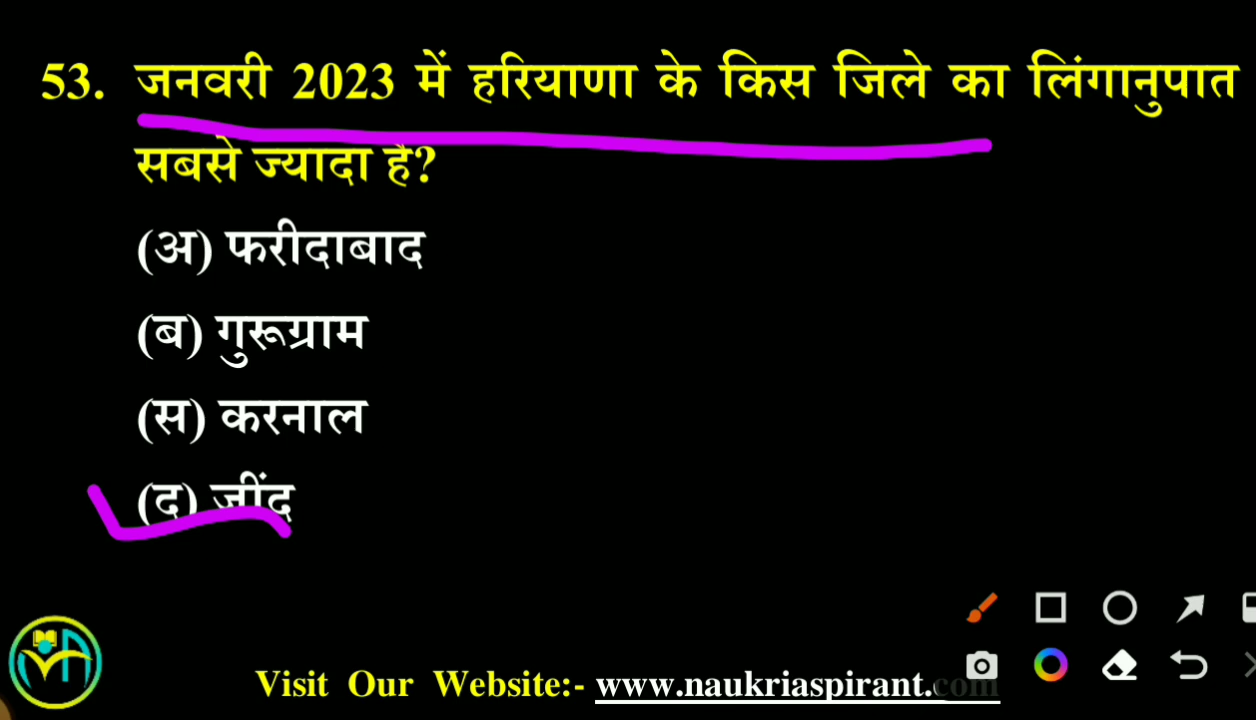 53. जनवरी 2023 में हरियाणा के किस जिले का लिंगानुपात
सबसे ज्यादा है?
(अ) फरीदाबाद
(ब) गुरूग्राम
(स) करनाल
(द) जींद
Visit Our Website:- www.naukriaspirant.com